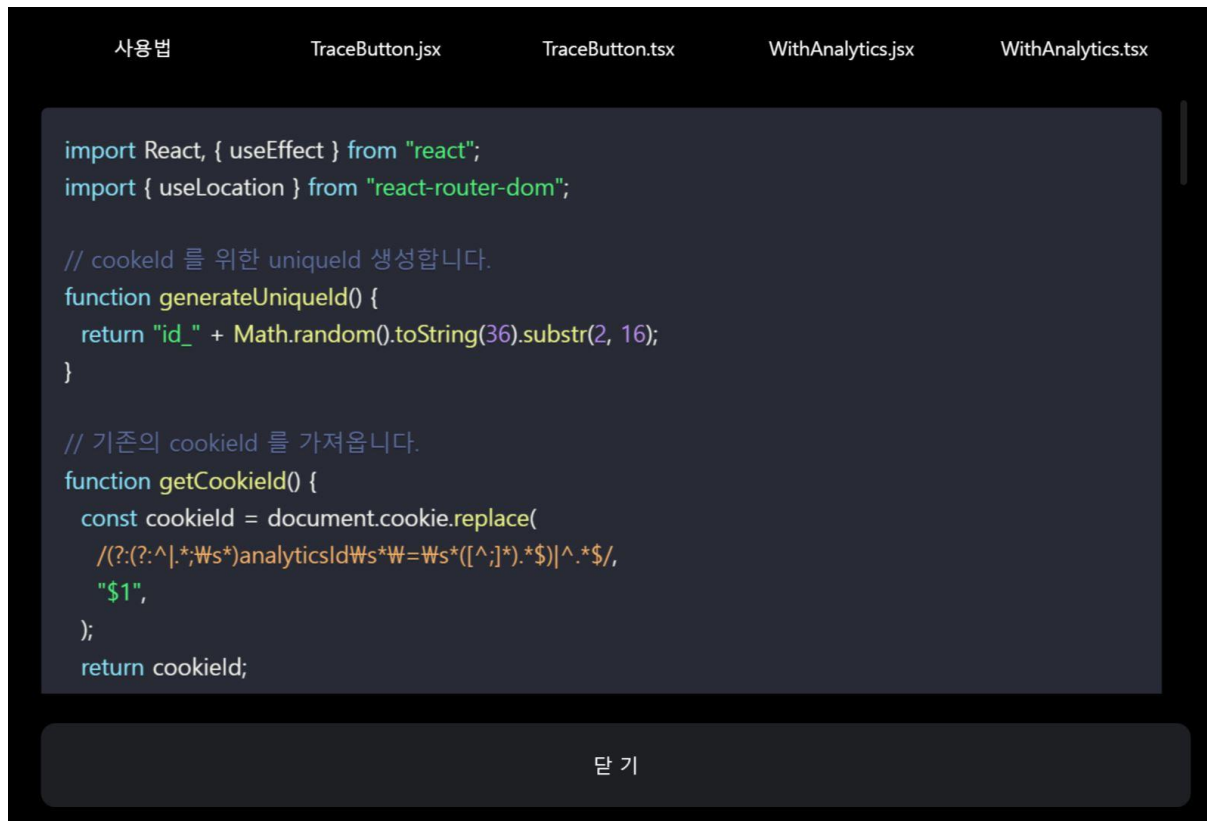 사용법 TraceButton.jsx TraceButton.tsx WithAnalytics.jsx WithAnalytics.tsx
import React, { useEffect } from "react";
import { useLocation } from "react-router-dom";
// cookeId 를 위한 uniqueId 생성합니다.
function generateUniqueId() {
return "id_" + Math.random().toString(36).substr(2, 16);
}
// 기존의 cookieId 를 가져옵니다.
function getCookieId() {
const cookieId = document.cookie.replace(
/(?:(?:^|.*;₩s*)analyticsId₩s*₩=₩s*([^;]*).*$)|^.*$/,
"$1",
);
return cookieId;
닫 기